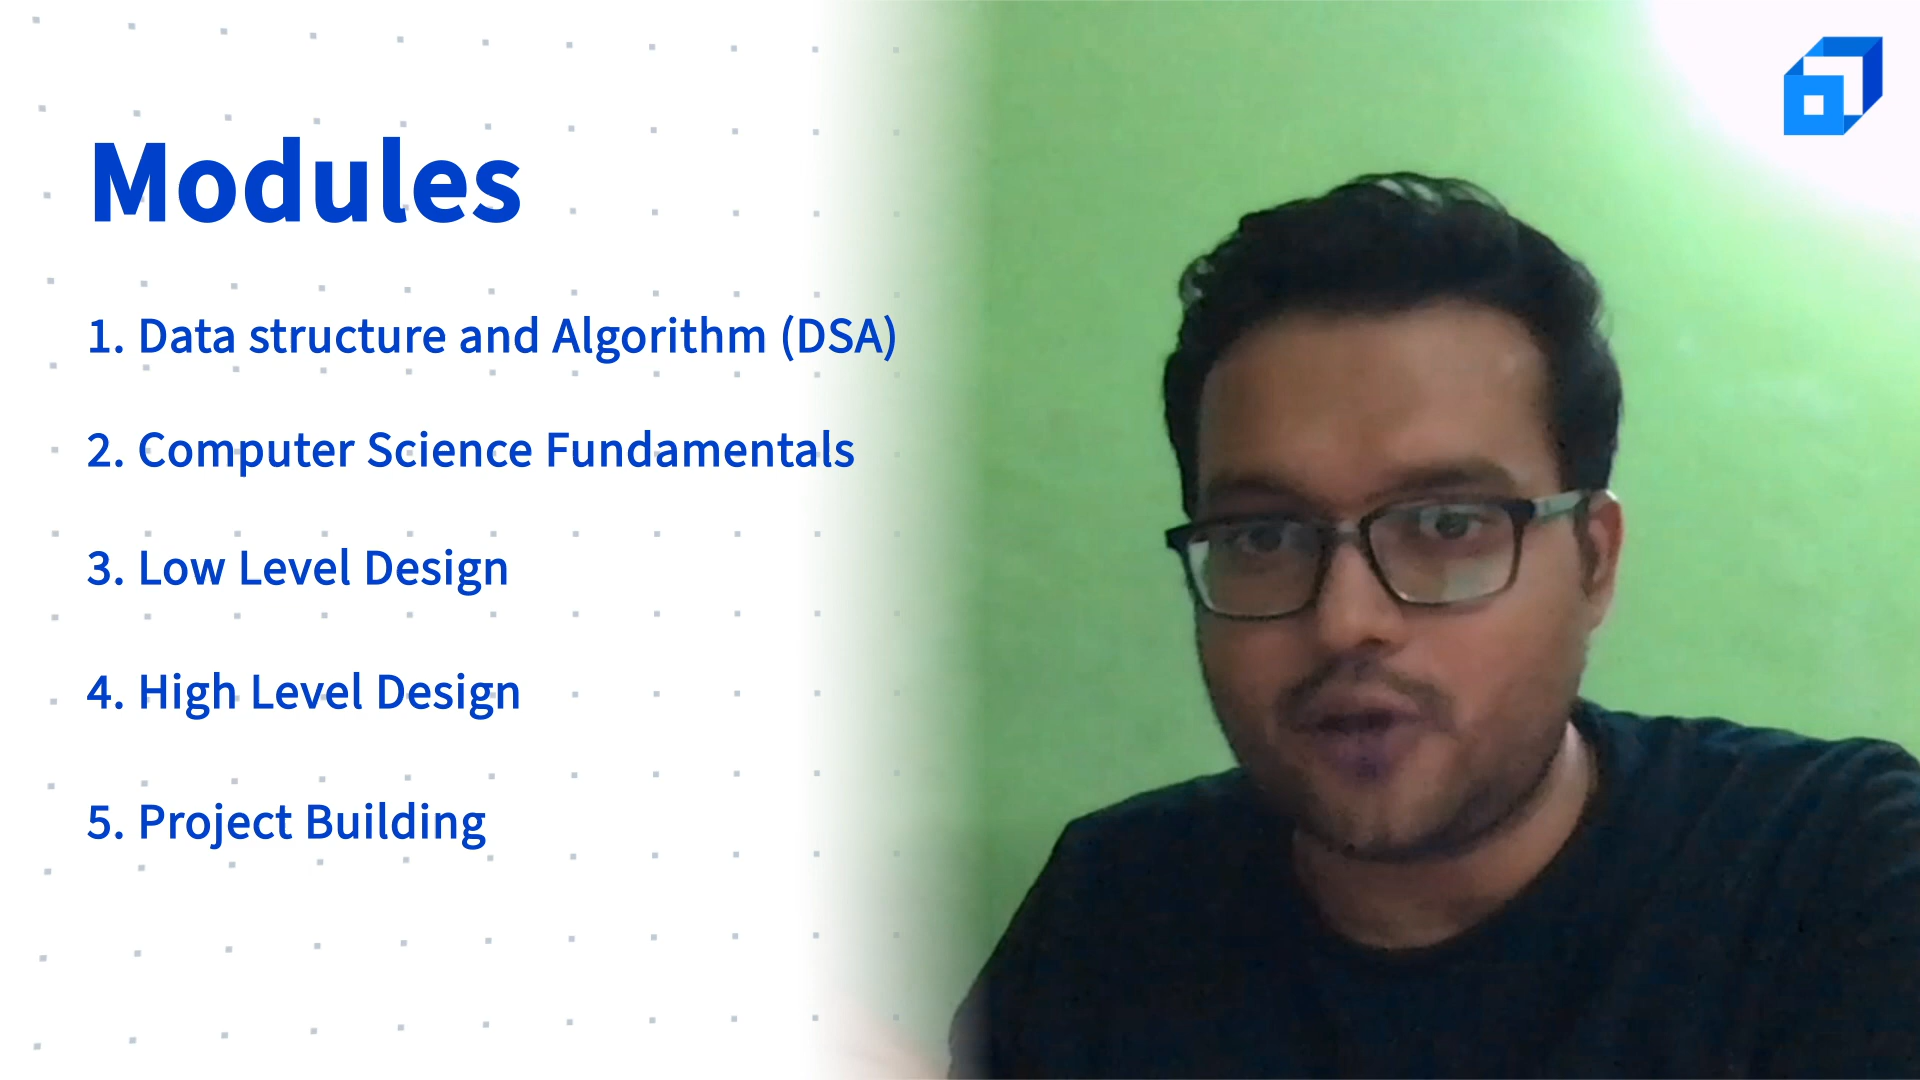 Modules
1. Data structure and Algorithm (DSA)
2. Computer Science Fundamentals
3. Low Level Design
4. High Level Design
5. Project Building